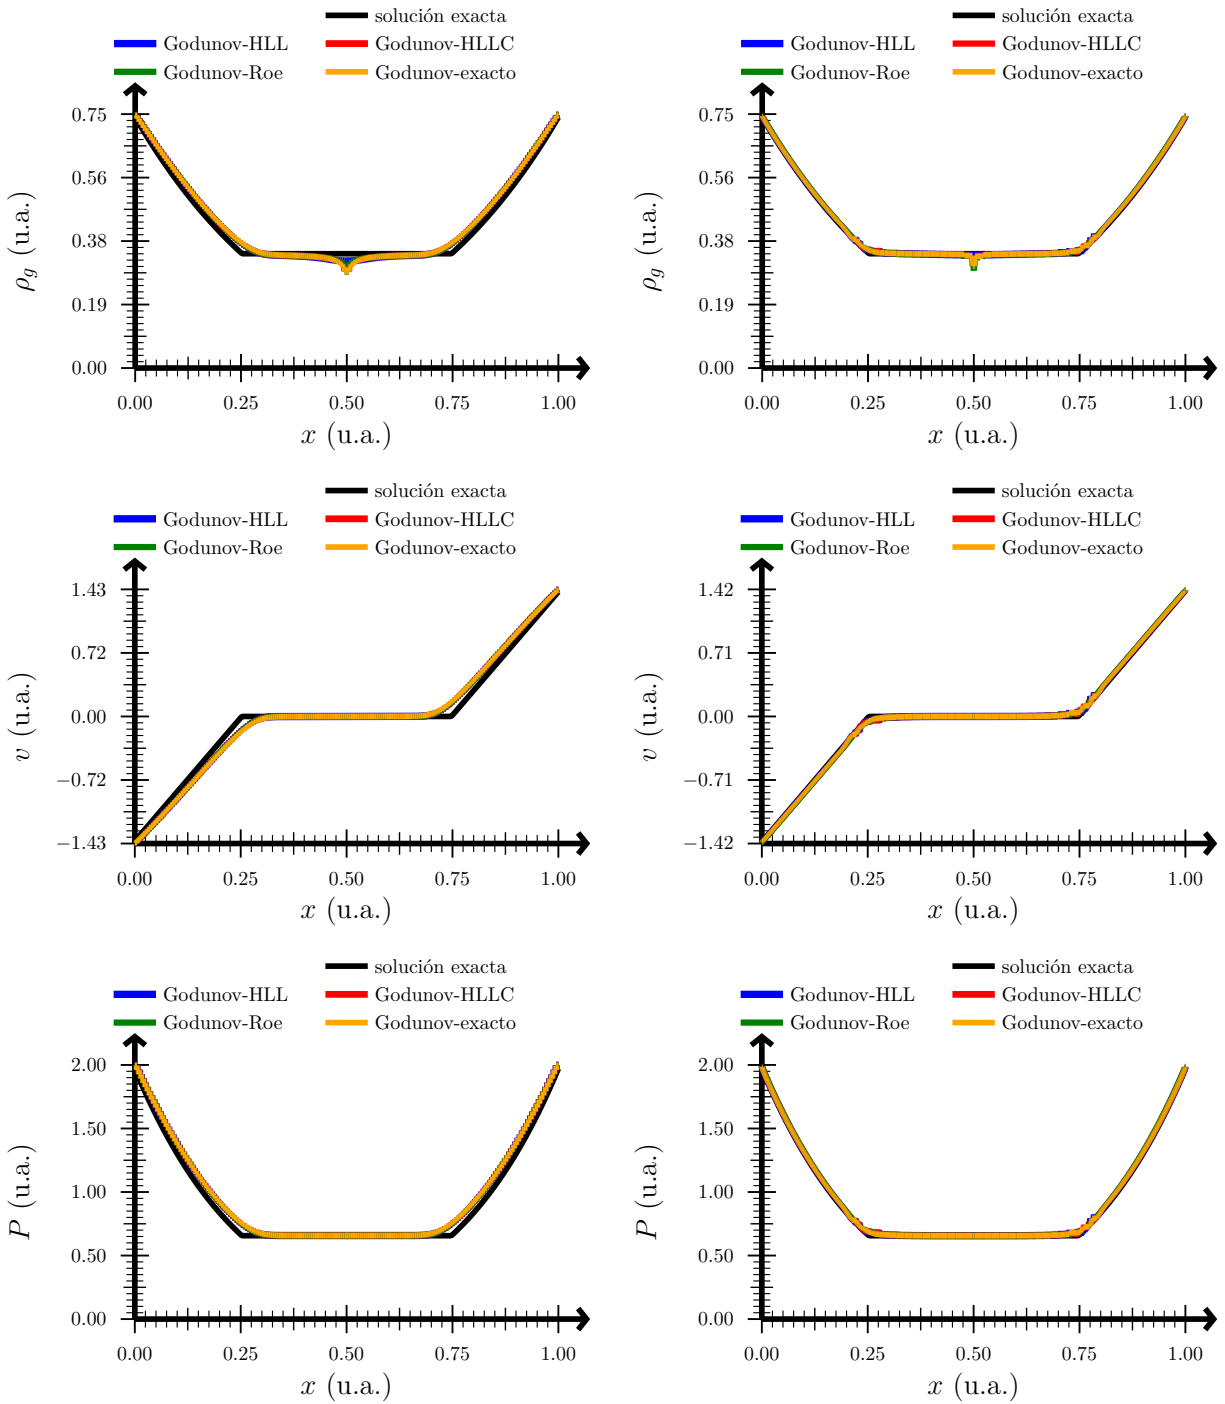 solución exacta
Godunov-HLL Godunov-HLLC
Godunov-Roe Godunov-exacto
0.75
0.56
0.38
0.19
0.00
ρg (u.a.)
0.00 0.25 0.50 0.75 1.00
x (u.a.)
solución exacta
Godunov-HLL Godunov-HLLC
Godunov-Roe Godunov-exacto
0.75
0.56
0.38
0.19
0.00
ρg (u.a.)
0.00 0.25 0.50 0.75 1.00
x (u.a.)
solución exacta
Godunov-HLL Godunov-HLLC
Godunov-Roe Godunov-exacto
1.43
0.72
0.00
−0.72
−1.43
v (u.a.)
0.00 0.25 0.50 0.75 1.00
x (u.a.)
solución exacta
Godunov-HLL Godunov-HLLC
Godunov-Roe Godunov-exacto
1.42
0.71
0.00
−0.71
−1.42
v (u.a.)
0.00 0.25 0.50 0.75 1.00
x (u.a.)
solución exacta
Godunov-HLL Godunov-HLLC
Godunov-Roe Godunov-exacto
2.00
1.50
1.00
0.50
0.00
P (u.a.)
0.00 0.25 0.50 0.75 1.00
x (u.a.)
solución exacta
Godunov-HLL Godunov-HLLC
Godunov-Roe Godunov-exacto
2.00
1.50
1.00
0.50
0.00
P (u.a.)
0.00 0.25 0.50 0.75 1.00
x (u.a.)